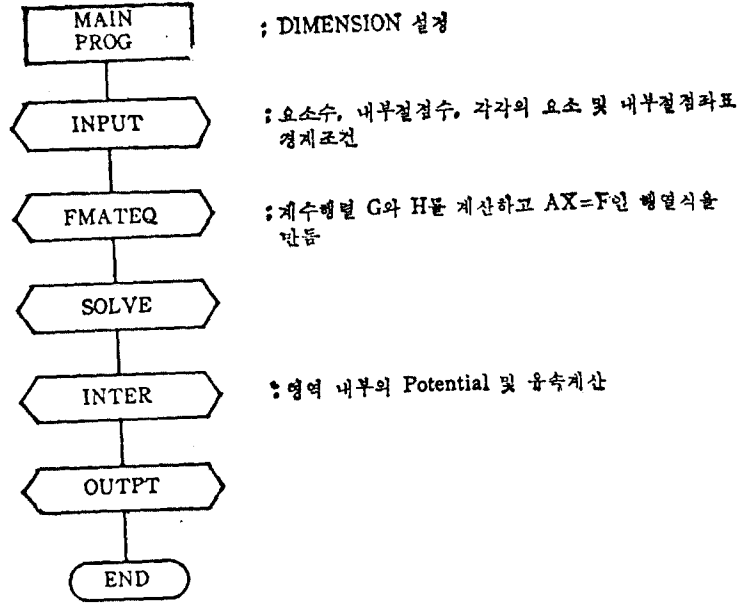 MAIN
PROG
; DIMENSION 설정
INPUT
; 요소수, 내부절점수, 각각의 요소 및 내부절점좌표
경계조건
FMATEQ
; 계수행렬 G와 H를 계산하고 AX=F인 행열식을
만듬
SOLVE
INTER
; 영역 내부의 Potential 및 유속계산
OUTPT
END